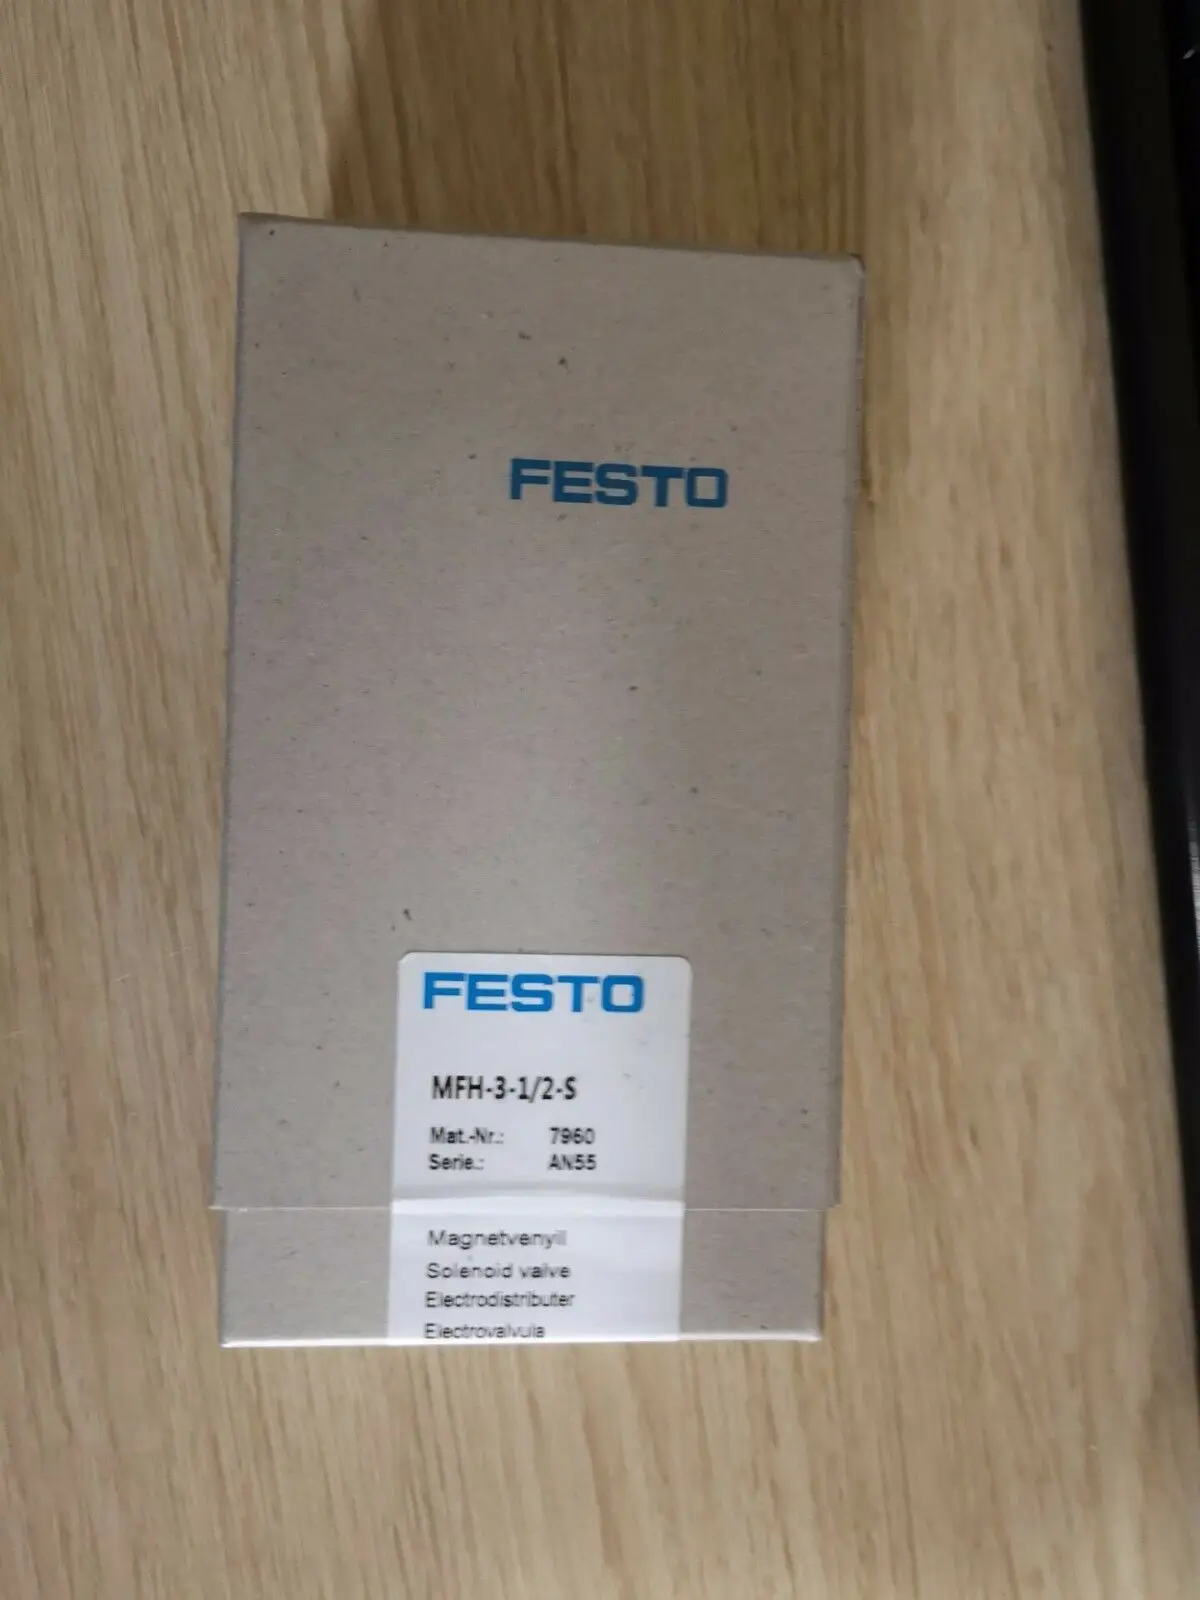 FESTO
FESTO
MFH-3-1/2-S
Mat.-Nr.: 7960
Serie.: AN55
Magnetvenyil
Solenoid valve
Electrodistributer
Electrovalvula